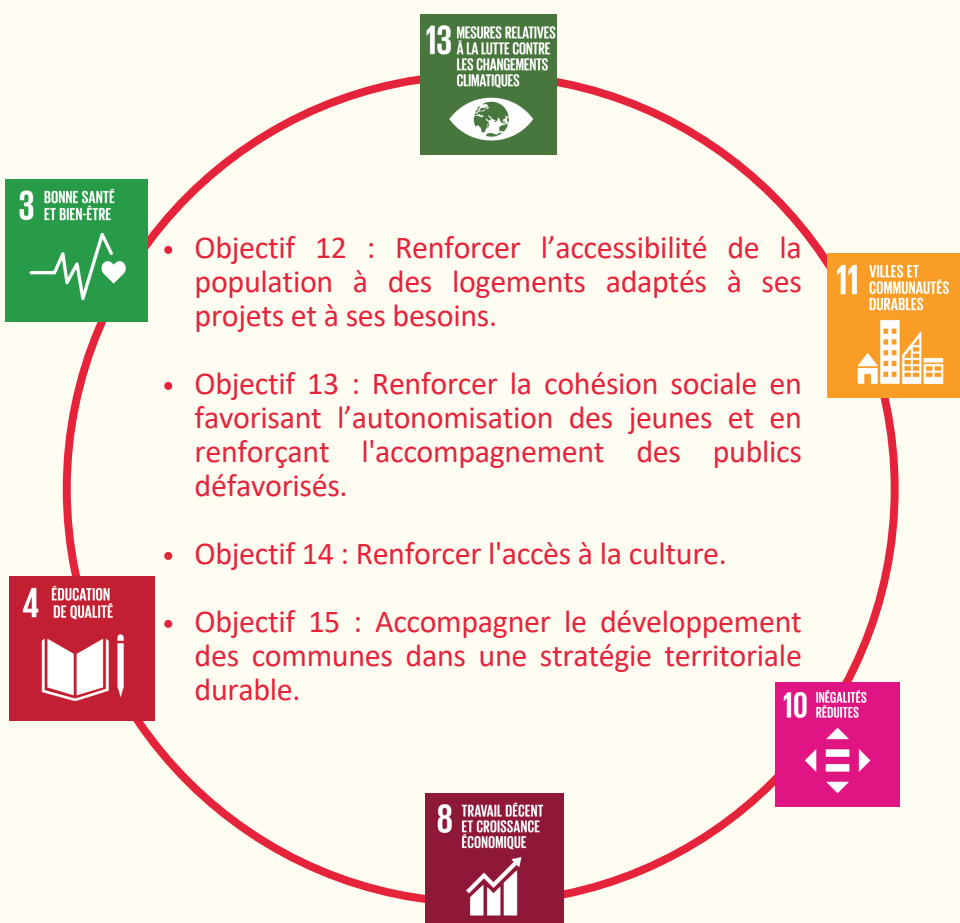 13 MESURES RELATIVES
À LA LUTTE CONTRE
LES CHANGEMENTS
CLIMATIQUES
3 BONNE SANTÉ
ET BIEN-ÊTRE
• Objectif 12 : Renforcer l’accessibilité de la
population à des logements adaptés à ses
projets et à ses besoins.
11 VILLES ET
COMMUNAUTÉS
DURABLES
• Objectif 13 : Renforcer la cohésion sociale en
favorisant l’autonomisation des jeunes et en
renforçant l'accompagnement des publics
défavorisés.
• Objectif 14 : Renforcer l'accès à la culture.
4 ÉDUCATION
DE QUALITÉ
• Objectif 15 : Accompagner le développement
des communes dans une stratégie territoriale
durable.
10 INÉGALITÉS
RÉDUITES
8 TRAVAIL DÉCENT
ET CROISSANCE
ÉCONOMIQUE